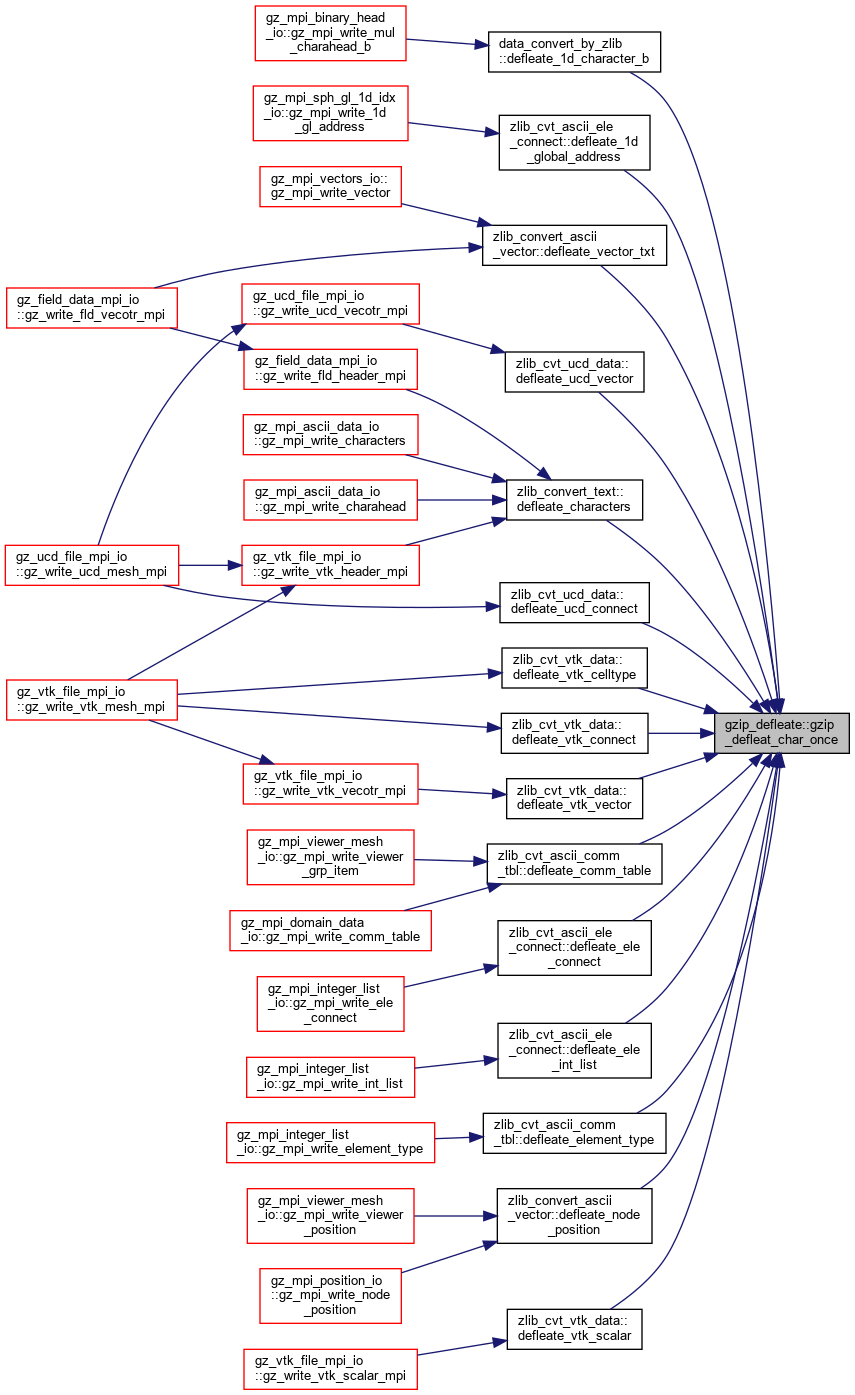 gz_mpi_binary_head
_io::gz_mpi_write_mul
_charahead_b
data_convert_by_zlib
::defleate_1d_character_b
gz_mpi_sph_gl_1d_idx
_io::gz_mpi_write_1d
_gl_address
zlib_cvt_ascii_ele
_connect::defleate_1d
_global_address
gz_mpi_vectors_io::
gz_mpi_write_vector
zlib_convert_ascii
_vector::defleate_vector_txt
gz_field_data_mpi_io
::gz_write_fld_vecotr_mpi
gz_ucd_file_mpi_io
::gz_write_ucd_vecotr_mpi
gz_field_data_mpi_io
::gz_write_fld_header_mpi
zlib_cvt_ucd_data::
defleate_ucd_vector
gz_mpi_ascii_data_io
::gz_mpi_write_characters
gz_mpi_ascii_data_io
::gz_mpi_write_charahead
zlib_convert_text::
defleate_characters
gz_ucd_file_mpi_io
::gz_write_ucd_mesh_mpi
gz_vtk_file_mpi_io
::gz_write_vtk_header_mpi
zlib_cvt_ucd_data::
defleate_ucd_connect
zlib_cvt_vtk_data::
defleate_vtk_celltype
gz_vtk_file_mpi_io
::gz_write_vtk_mesh_mpi
zlib_cvt_vtk_data::
defleate_vtk_connect
gzip_defleate::gzip
_defleat_char_once
gz_vtk_file_mpi_io
::gz_write_vtk_vecotr_mpi
zlib_cvt_vtk_data::
defleate_vtk_vector
gz_mpi_viewer_mesh
_io::gz_mpi_write_viewer
_grp_item
zlib_cvt_ascii_comm
_tbl::defleate_comm_table
gz_mpi_domain_data
_io::gz_mpi_write_comm_table
zlib_cvt_ascii_ele
_connect::defleate_ele
_connect
gz_mpi_integer_list
_io::gz_mpi_write_ele
_connect
zlib_cvt_ascii_ele
_connect::defleate_ele
_int_list
gz_mpi_integer_list
_io::gz_mpi_write_int_list
zlib_cvt_ascii_comm
_tbl::defleate_element_type
gz_mpi_integer_list
_io::gz_mpi_write_element_type
gz_mpi_viewer_mesh
_io::gz_mpi_write_viewer
_position
zlib_convert_ascii
_vector::defleate_node
_position
gz_mpi_position_io
::gz_mpi_write_node
_position
zlib_cvt_vtk_data::
defleate_vtk_scalar
gz_vtk_file_mpi_io
::gz_write_vtk_scalar_mpi